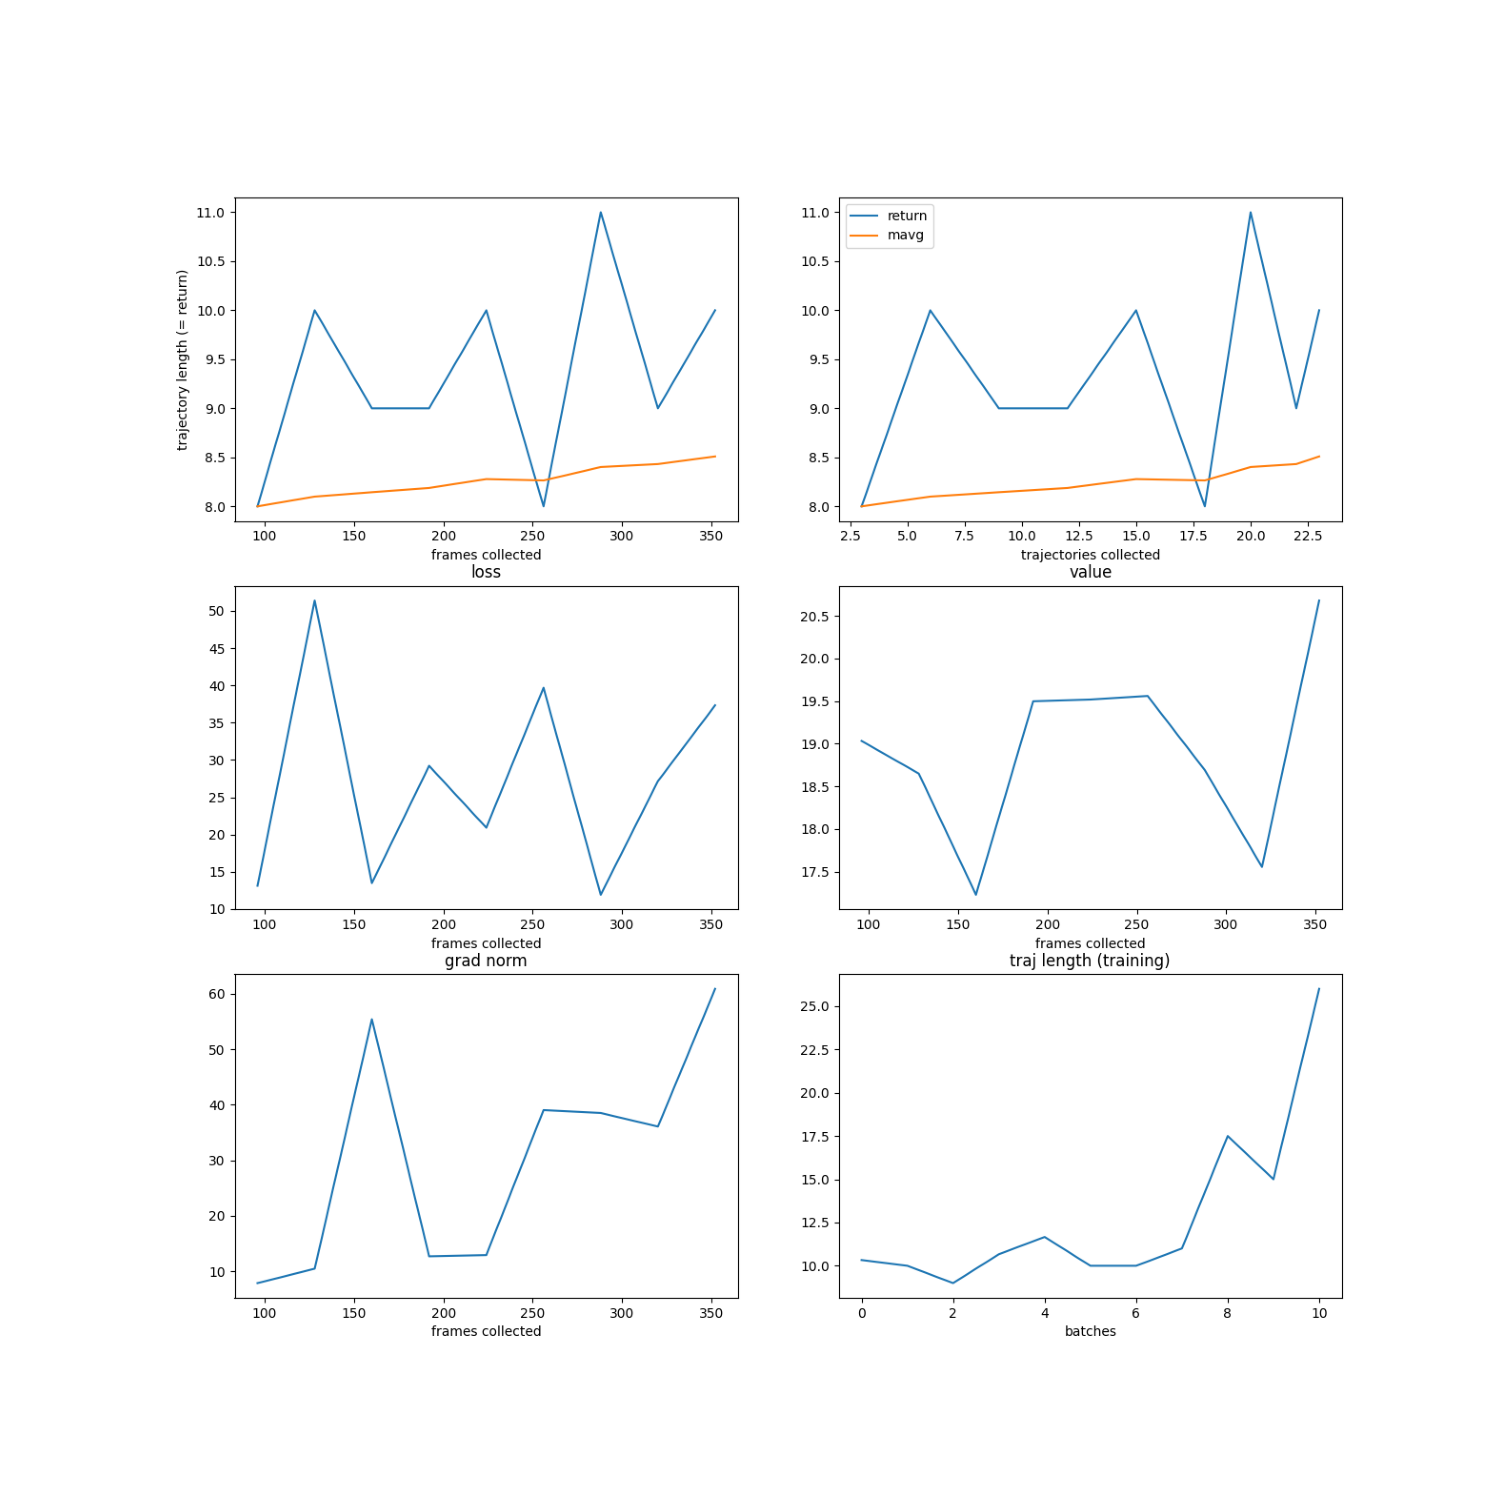 11.0
10.5
10.0
9.5
9.0
8.5
8.0
trajectory length (= return)
100 150 200 250 300 350
frames collected
return
mavg
11.0
10.5
10.0
9.5
9.0
8.5
8.0
2.5 5.0 7.5 10.0 12.5 15.0 17.5 20.0 22.5
trajectories collected
loss
50
45
40
35
30
25
20
15
10
100 150 200 250 300 350
frames collected
value
20.5
20.0
19.5
19.0
18.5
18.0
17.5
100 150 200 250 300 350
frames collected
grad norm
60
50
40
30
20
10
100 150 200 250 300 350
frames collected
traj length (training)
25.0
22.5
20.0
17.5
15.0
12.5
10.0
0 2 4 6 8 10
batches